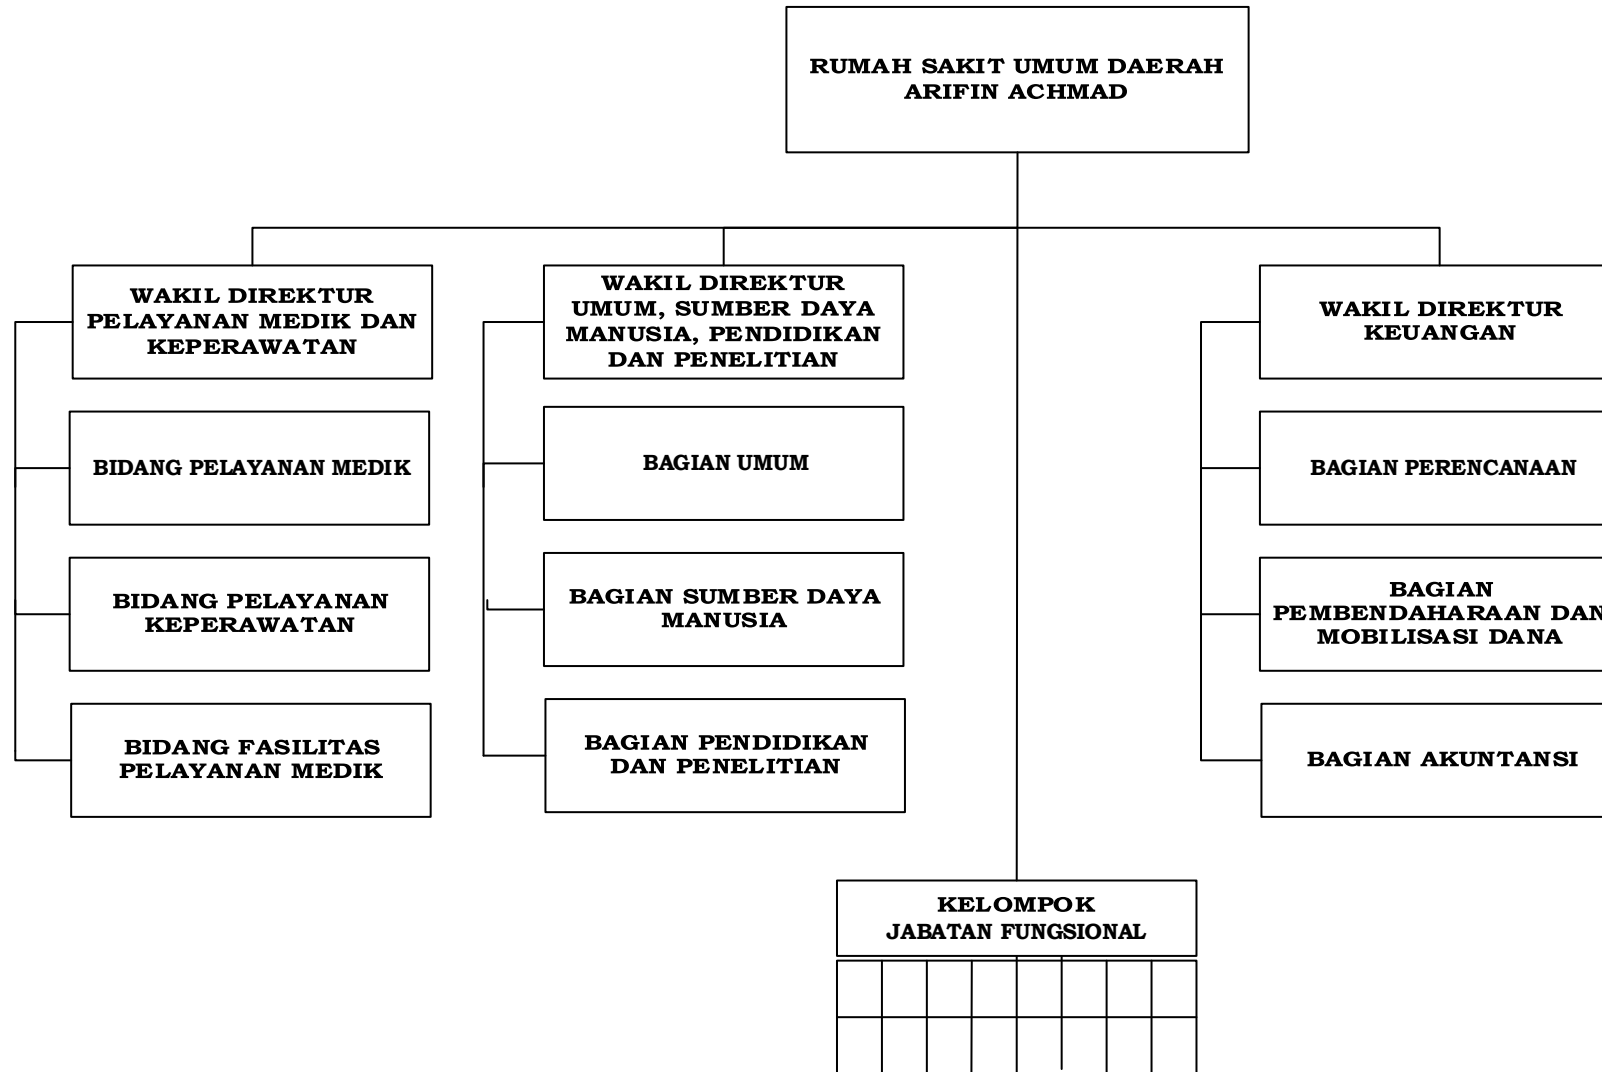 RUMAH SAKIT UMUM DAERAH
ARIFIN ACHMAD
WAKIL DIREKTUR
PELAYANAN MEDIK DAN
KEPERAWATAN
BIDANG PELAYANAN MEDIK
BIDANG PELAYANAN
KEPERAWATAN
BIDANG FASILITAS
PELAYANAN MEDIK
WAKIL DIREKTUR
UMUM, SUMBER DAYA
MANUSIA, PENDIDIKAN
DAN PENELITIAN
BAGIAN UMUM
BAGIAN SUMBER DAYA
MANUSIA
BAGIAN PENDIDIKAN
DAN PENELITIAN
WAKIL DIREKTUR
KEUANGAN
BAGIAN PERENCANAAN
BAGIAN
PEMBENDAHARAAN DAN
MOBILISASI DANA
BAGIAN AKUNTANSI
KELOMPOK
JABATAN FUNGSIONAL